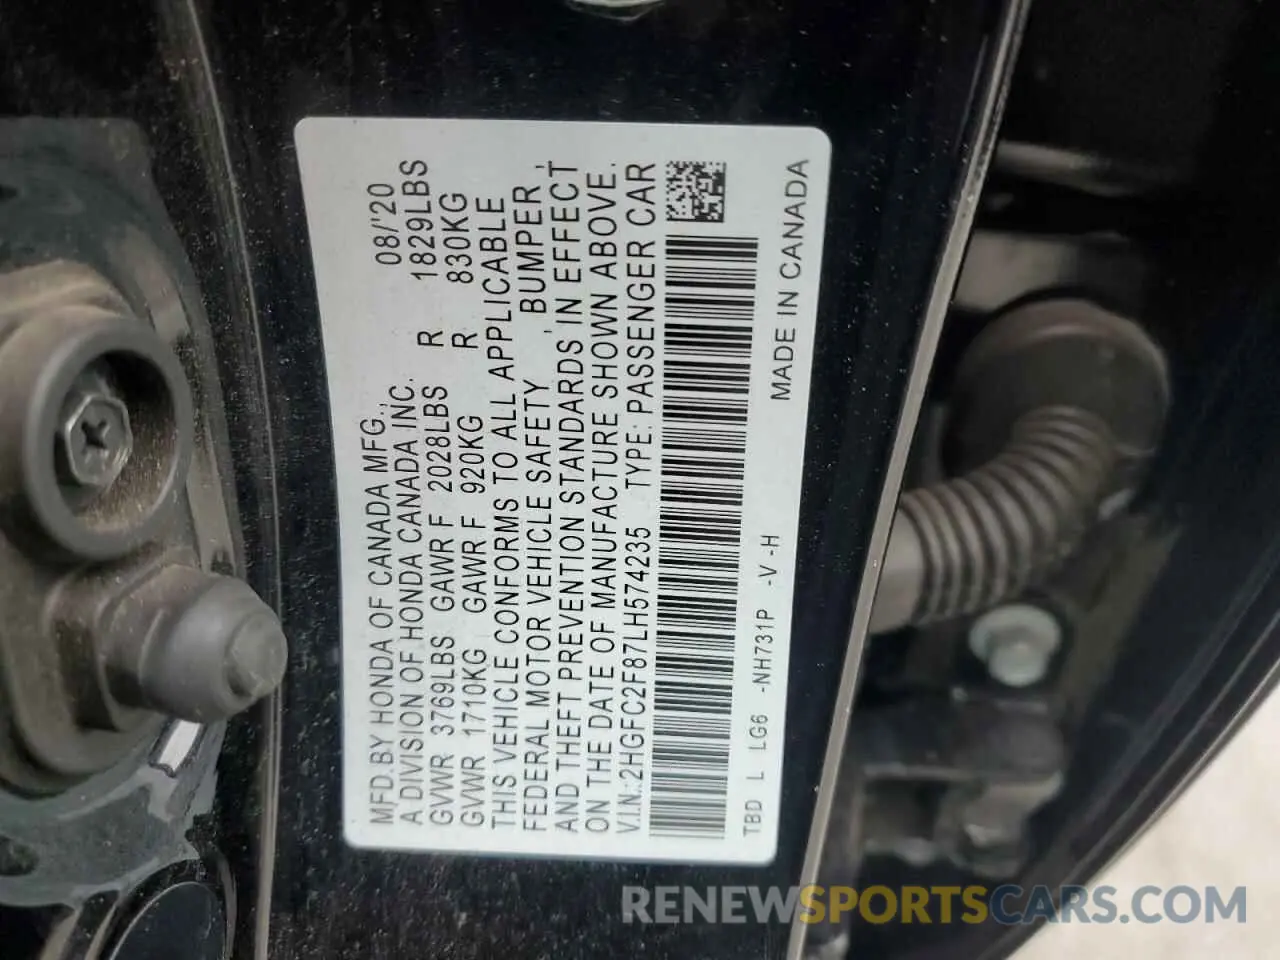 MFD.BY HONDA OF CANADA MFG., 08/'20
A DIVISION OF HONDA CANADA INC.
GVWR 3769LBS GAWR F 2028LBS R 1829LBS
GVWR 1710KG GAWR F 920KG R 830KG
THIS VEHICLE CONFORMS TO ALL APPLICABLE
FEDERAL MOTOR VEHICLE SAFETY , BUMPER ,
AND THEFT PREVENTION STANDARDS IN EFFECT
ON THE DATE OF MANUFACTURE SHOWN ABOVE.
V.I.N.:2HGFC2F87LH574235 TYPE: PASSENGER CAR
TBD L LG6 -NH731P -V -H MADE IN CANADA
RENEWSPORTSCARS.COM